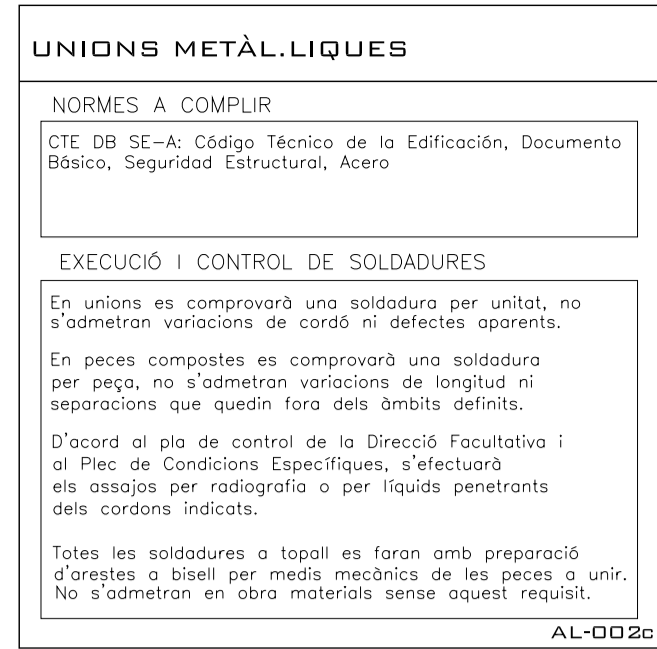 UNIONS METÀL.LIQUES
NORMES A COMPLIR
CTE DB SE-A: Código Técnico de la Edificación, Documento
Básico, Seguridad Estructural, Acero
EXECUCIÓ I CONTROL DE SOLDADURES
En unions es comprovarà una soldadura per unitat, no
s'admetran variacions de cordó ni defectes aparents.
En peces compostes es comprovarà una soldadura
per peça, no s'admetran variacions de longitud ni
separacions que quedin fora dels àmbits definits.
D'acord al pla de control de la Direcció Facultativa i
al Plec de Condicions Específiques, s'efectuarà
els assajos per radiografia o per líquids penetrants
dels cordons indicats.
Totes les soldadures a topall es faran amb preparació
d'arestes a bisell per medis mecànics de les peces a unir.
No s'admetran en obra materials sense aquest requisit.
AL-002c